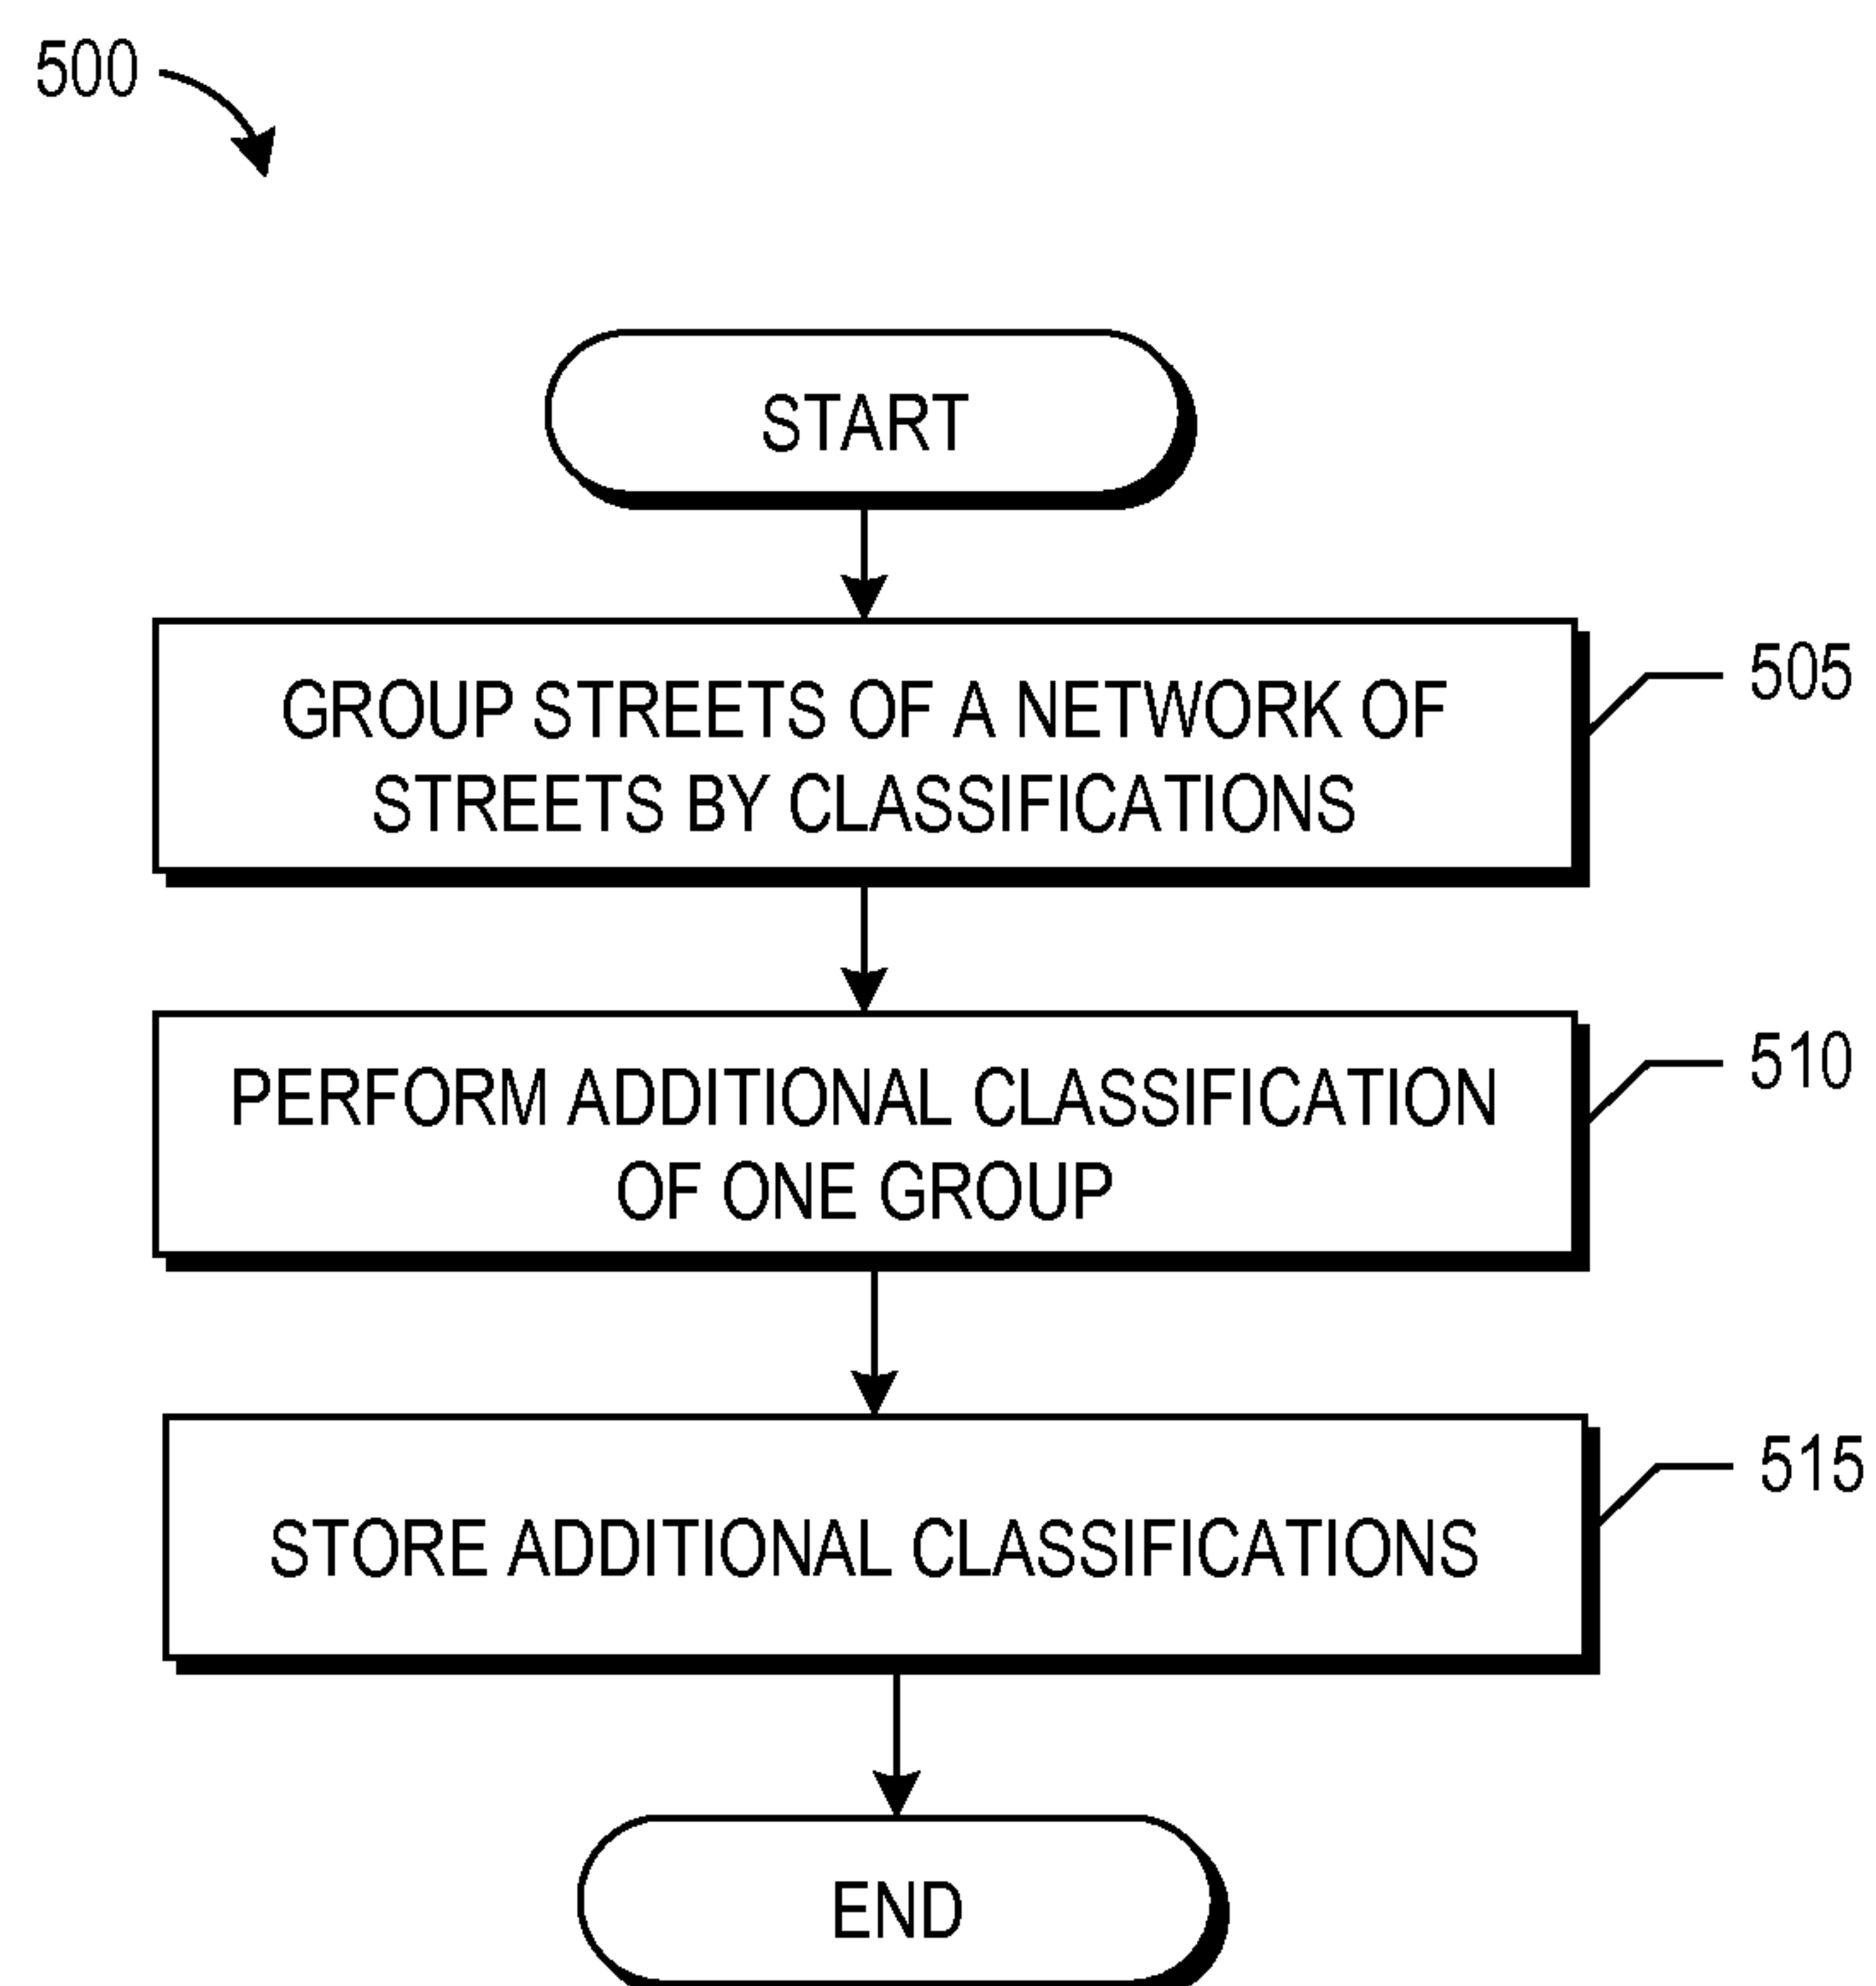 500
START
GROUP STREETS OF A NETWORK OF
STREETS BY CLASSIFICATIONS
505
PERFORM ADDITIONAL CLASSIFICATION
OF ONE GROUP
510
STORE ADDITIONAL CLASSIFICATIONS
515
END